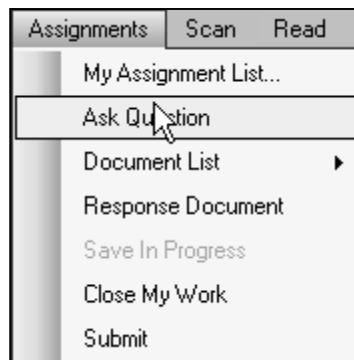 Assignments Scan Read
My Assignment List...
Ask Question
Document List
Response Document
Save In Progress
Close My Work
Submit